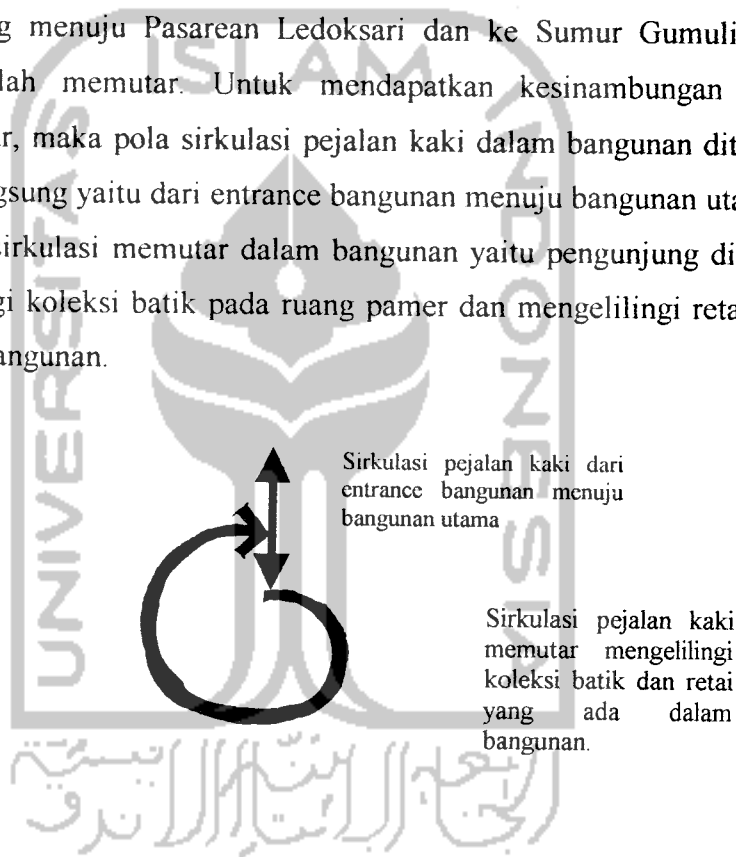 g menuju Pasarean Ledoksari dan ke Sumur Gumuli
lah memutar. Untuk mendapatkan kesinambungan
r, maka pola sirkulasi pejalan kaki dalam bangunan dit
gsung yaitu dari entrance bangunan menuju bangunan uta
sirkulasi memutar dalam bangunan yaitu pengunjung di
gi koleksi batik pada ruang pamer dan mengelilingi reta
angunan.
Sirkulasi pejalan kaki dari
entrance bangunan menuju
bangunan utama
Sirkulasi pejalan kaki
memutar mengelilingi
koleksi batik dan retai
yang ada dalam
bangunan.
ISLAM
UNIVERSITAS
INDONESIA